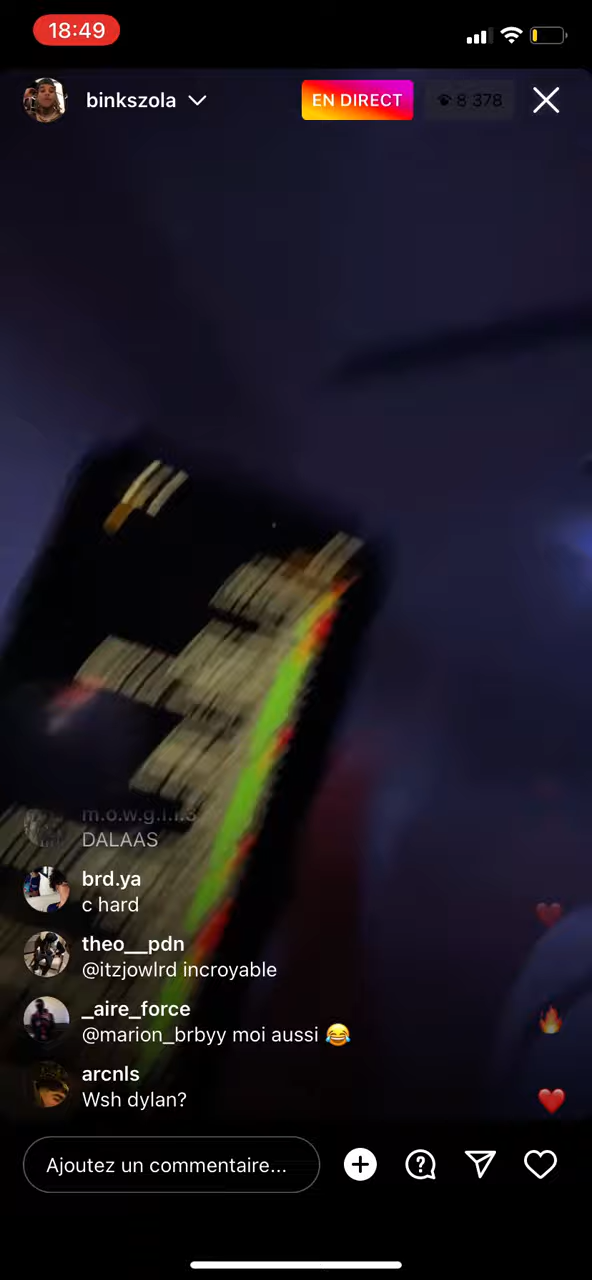 18:49
binkszola
EN DIRECT
8 378
DALAAS
brd.ya
c hard
theo__pdn
@itzjowlrd incroyable
_aire_force
@marion_brbyy moi aussi 😂
arcnls
Wsh dylan?
Ajoutez un commentaire...